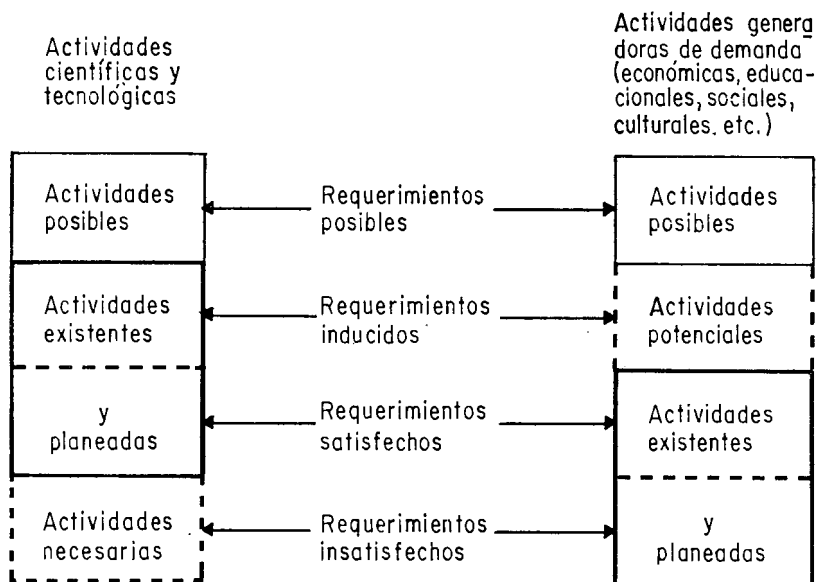 Actividades
científicas y
tecnológicas
Actividades genera
doras de demanda
(económicas, educa-
cionales, sociales,
culturales. etc.)
Actividades
posibles
Requerimientos
posibles
Actividades
posibles
Actividades
existentes
Requerimientos
inducidos
Actividades
potenciales
y
planeadas
Requerimientos
satisfechos
Actividades
existentes
Actividades
necesarias
Requerimientos
insatisfechos
y
planeadas